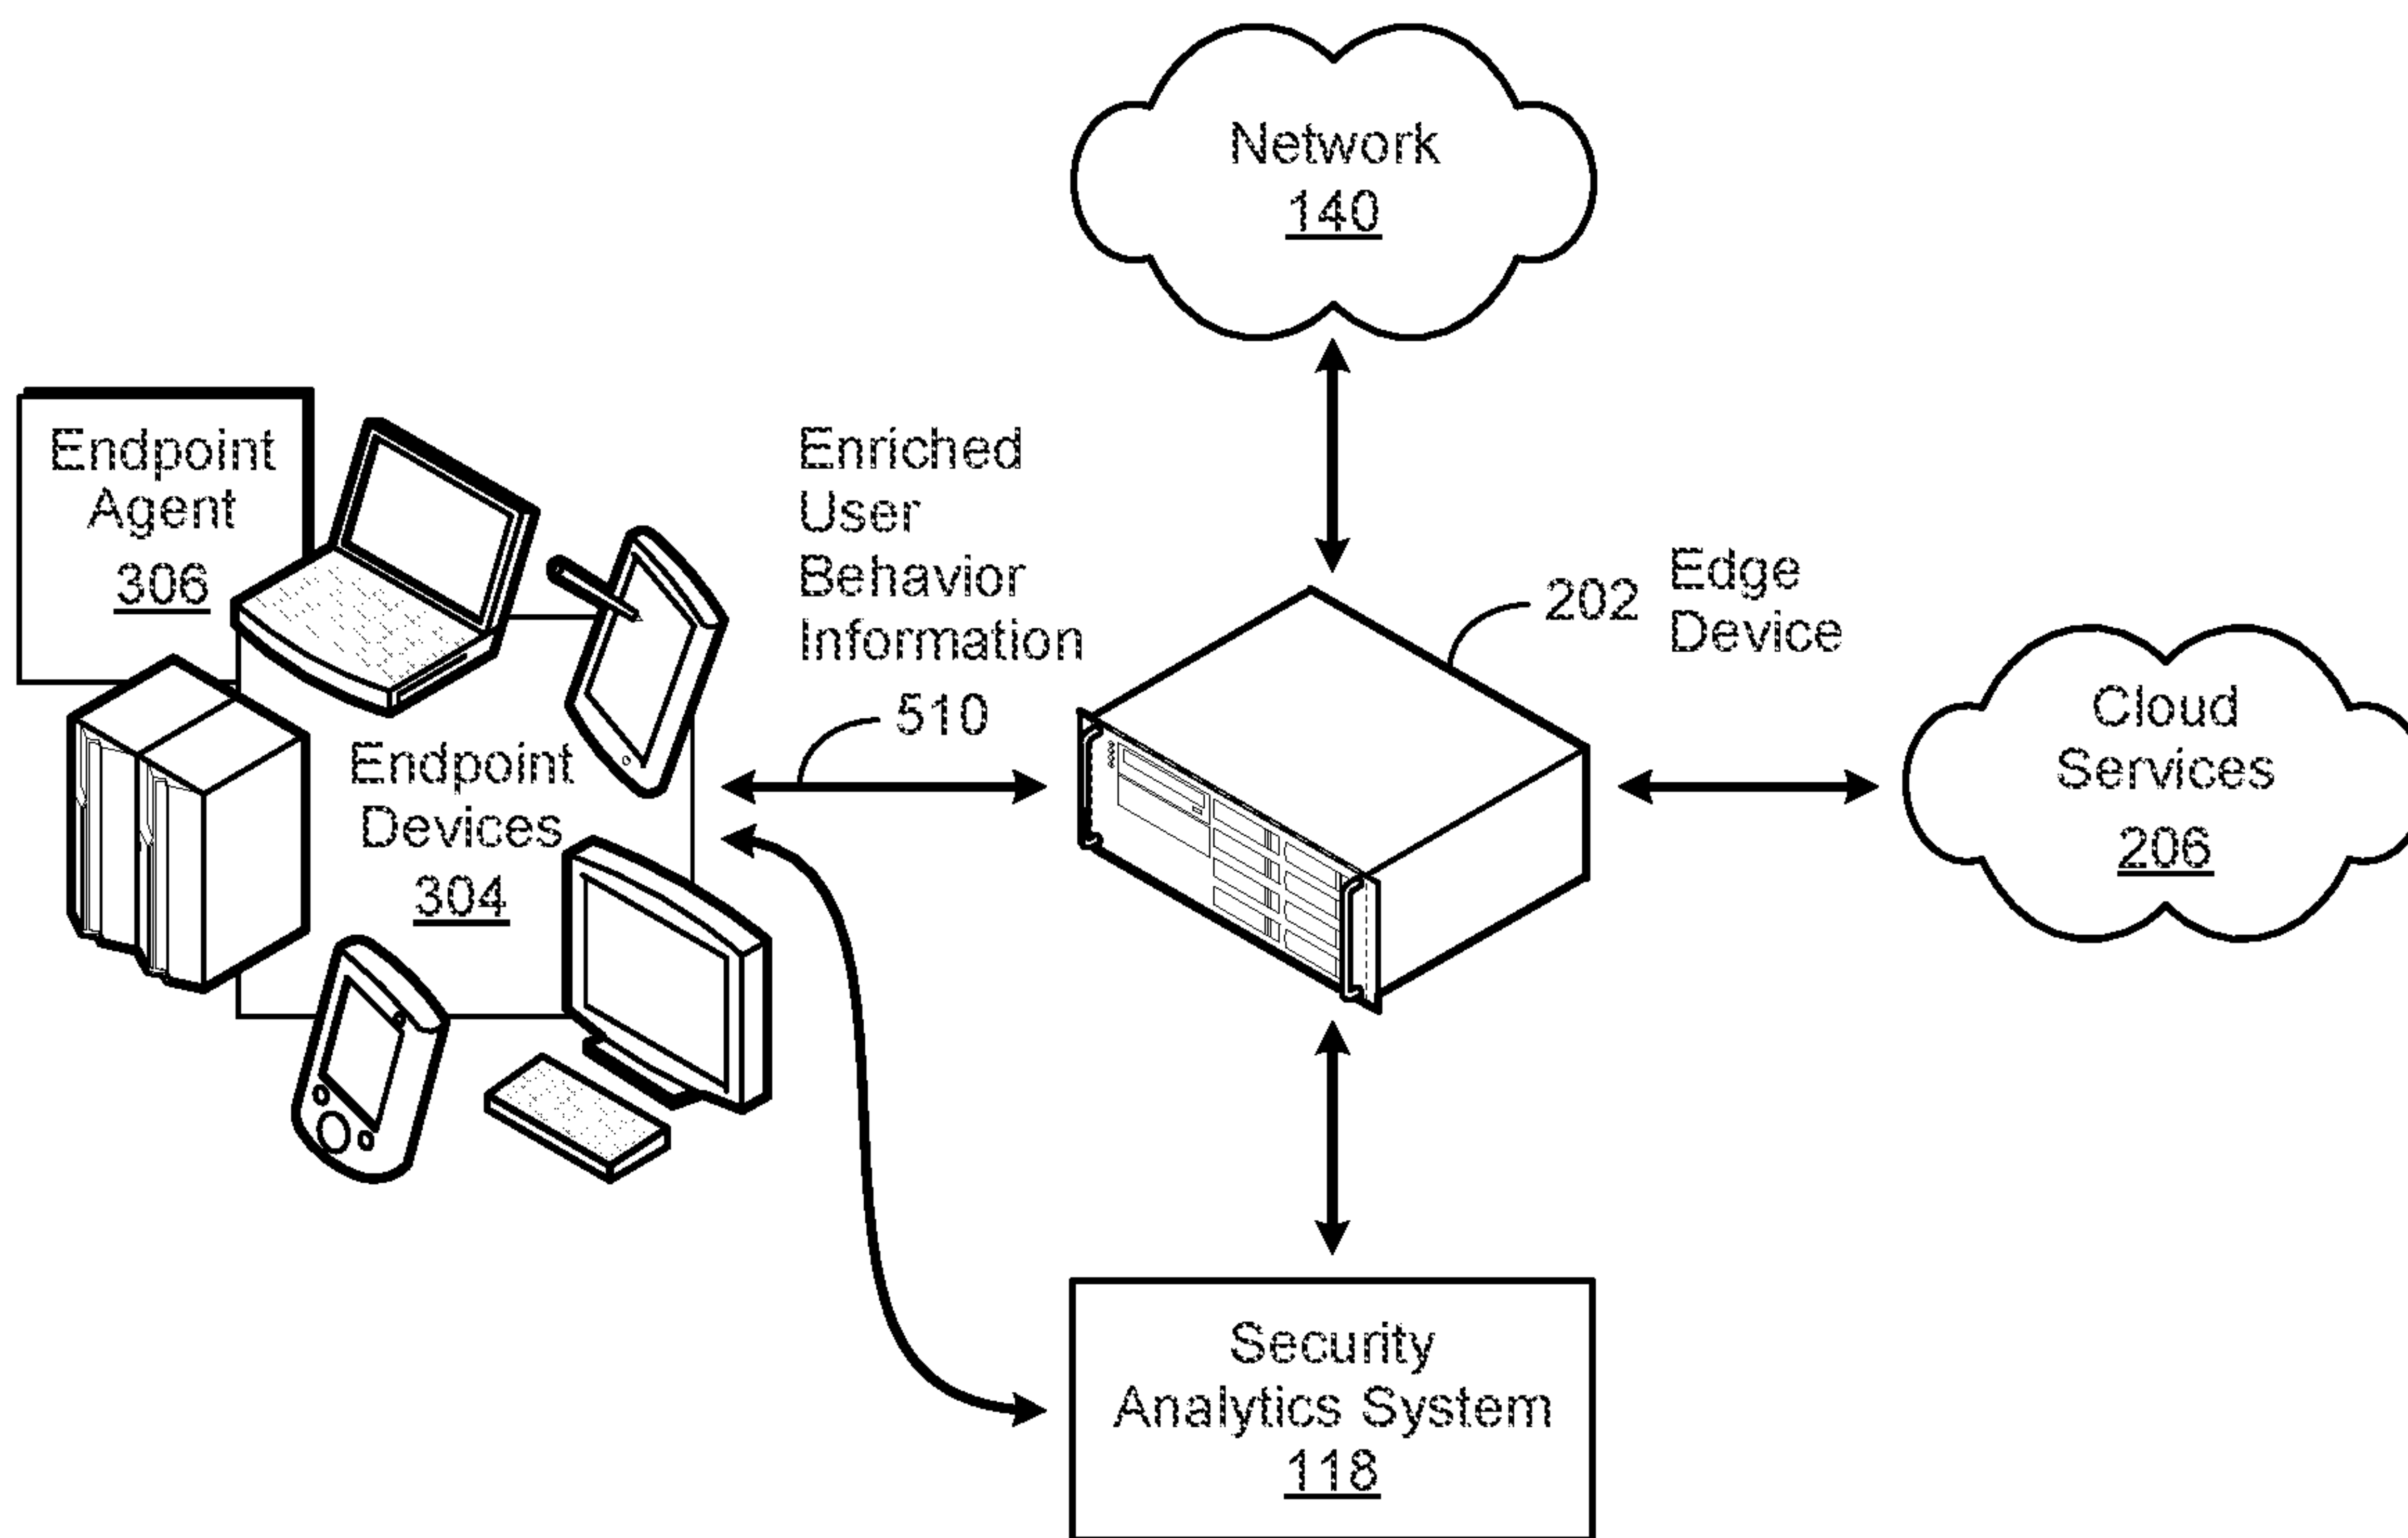 Network
140
Endpoint
Agent
306
Enriched
User
Behavior
Information
510
202
Edge
Device
Endpoint
Devices
304
Cloud
Services
206
Security
Analytics System
118